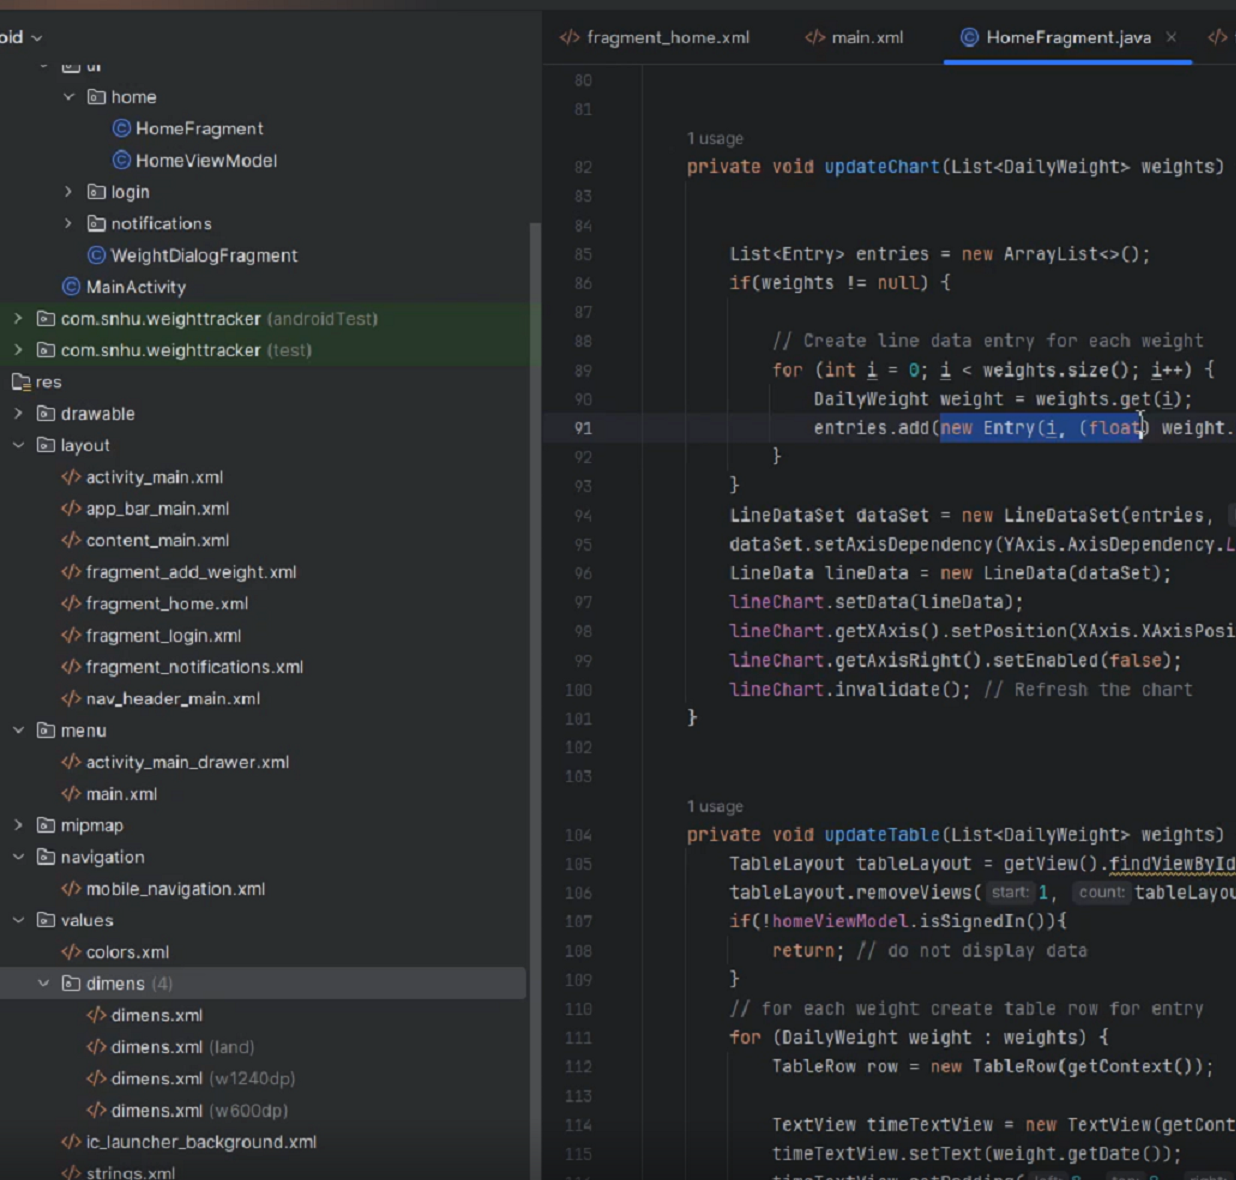 oid
ui
home
HomeFragment
HomeViewModel
login
notifications
WeightDialogFragment
MainActivity
com.snhu.weighttracker (androidTest)
com.snhu.weighttracker (test)
res
drawable
layout
activity_main.xml
app_bar_main.xml
content_main.xml
fragment_add_weight.xml
fragment_home.xml
fragment_login.xml
fragment_notifications.xml
nav_header_main.xml
menu
activity_main_drawer.xml
main.xml
mipmap
navigation
mobile_navigation.xml
values
colors.xml
dimens (4)
dimens.xml
dimens.xml (land)
dimens.xml (w1240dp)
dimens.xml (w600dp)
ic_launcher_background.xml
strings.xml
fragment_home.xml main.xml HomeFragment.java ×
80
81
1 usage
82 private void updateChart(List<DailyWeight> weights)
83
84
85 List<Entry> entries = new ArrayList<>();
86 if(weights != null) {
87
88 // Create line data entry for each weight
89 for (int i = 0; i < weights.size(); i++) {
90 DailyWeight weight = weights.get(i);
91 entries.add(new Entry(i, (float) weight.
92 }
93 }
94 LineDataSet dataSet = new LineDataSet(entries,
95 dataSet.setAxisDependency(YAxis.AxisDependency.L
96 LineData lineData = new LineData(dataSet);
97 lineChart.setData(lineData);
98 lineChart.getXAxis().setPosition(XAxis.XAxisPosi
99 lineChart.getAxisRight().setEnabled(false);
100 lineChart.invalidate(); // Refresh the chart
101 }
102
103
1 usage
104 private void updateTable(List<DailyWeight> weights)
105 TableLayout tableLayout = getView().findViewById
106 tableLayout.removeViews( start: 1, count: tableLayou
107 if(!homeViewModel.isSignedIn()){
108 return; // do not display data
109 }
110 // for each weight create table row for entry
111 for (DailyWeight weight : weights) {
112 TableRow row = new TableRow(getContext());
113
114 TextView timeTextView = new TextView(getCont
115 timeTextView.setText(weight.getDate());